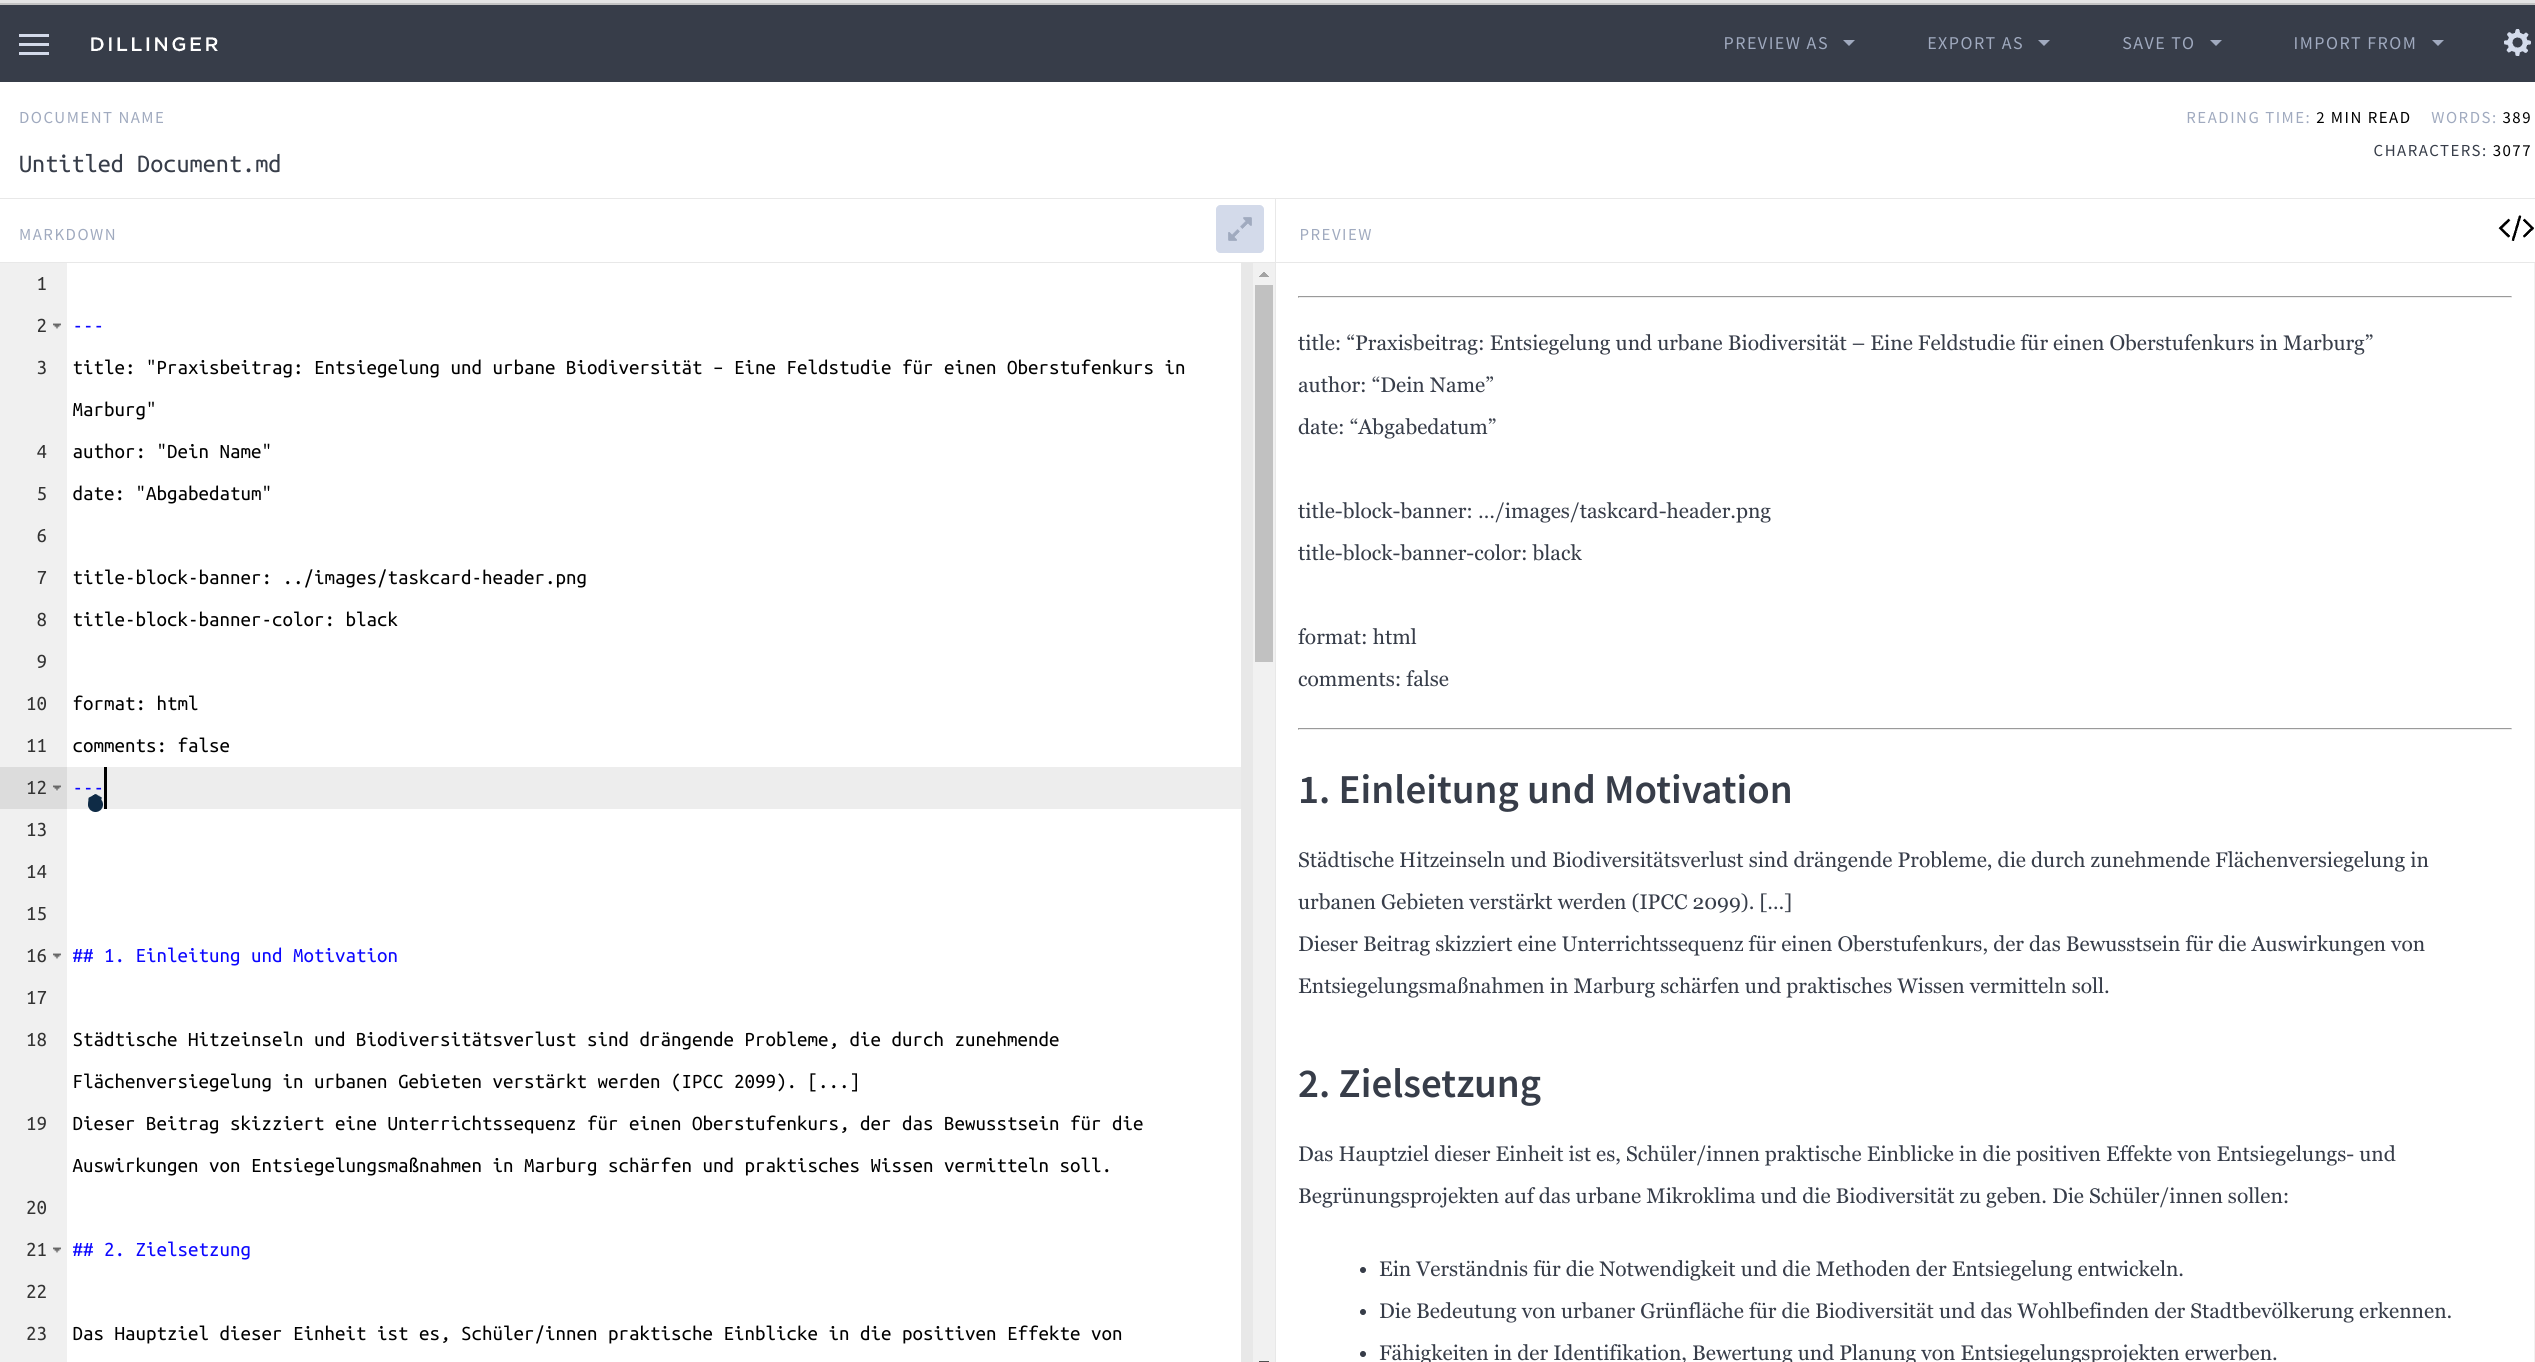 DILLINGER
PREVIEW AS
EXPORT AS
SAVE TO
IMPORT FROM
DOCUMENT NAME
READING TIME: 2 MIN READ WORDS: 389
CHARACTERS: 3077
Untitled Document.md
MARKDOWN
1
2 ---
3 title: "Praxisbeitrag: Entsiegelung und urbane Biodiversität – Eine Feldstudie für einen Oberstufenkurs in
Marburg"
4 author: "Dein Name"
5 date: "Abgabedatum"
6
7 title-block-banner: ../images/taskcard-header.png
8 title-block-banner-color: black
9
10 format: html
11 comments: false
12 ---
13
14
15
16 ## 1. Einleitung und Motivation
17
18 Städtische Hitzeinseln und Biodiversitätsverlust sind drängende Probleme, die durch zunehmende
Flächenversiegelung in urbanen Gebieten verstärkt werden (IPCC 2099). [...]
19 Dieser Beitrag skizziert eine Unterrichtssequenz für einen Oberstufenkurs, der das Bewusstsein für die
Auswirkungen von Entsiegelungsmaßnahmen in Marburg schärfen und praktisches Wissen vermitteln soll.
20
21 ## 2. Zielsetzung
22
23 Das Hauptziel dieser Einheit ist es, Schüler/innen praktische Einblicke in die positiven Effekte von
PREVIEW
</>
title: “Praxisbeitrag: Entsiegelung und urbane Biodiversität – Eine Feldstudie für einen Oberstufenkurs in Marburg”
author: “Dein Name”
date: “Abgabedatum”
title-block-banner: …/images/taskcard-header.png
title-block-banner-color: black
format: html
comments: false
1. Einleitung und Motivation
Städtische Hitzeinseln und Biodiversitätsverlust sind drängende Probleme, die durch zunehmende Flächenversiegelung in
urbanen Gebieten verstärkt werden (IPCC 2099). […]
Dieser Beitrag skizziert eine Unterrichtssequenz für einen Oberstufenkurs, der das Bewusstsein für die Auswirkungen von
Entsiegelungsmaßnahmen in Marburg schärfen und praktisches Wissen vermitteln soll.
2. Zielsetzung
Das Hauptziel dieser Einheit ist es, Schüler/innen praktische Einblicke in die positiven Effekte von Entsiegelungs- und
Begrünungsprojekten auf das urbane Mikroklima und die Biodiversität zu geben. Die Schüler/innen sollen:
• Ein Verständnis für die Notwendigkeit und die Methoden der Entsiegelung entwickeln.
• Die Bedeutung von urbaner Grünfläche für die Biodiversität und das Wohlbefinden der Stadtbevölkerung erkennen.
• Fähigkeiten in der Identifikation, Bewertung und Planung von Entsiegelungsprojekten erwerben.